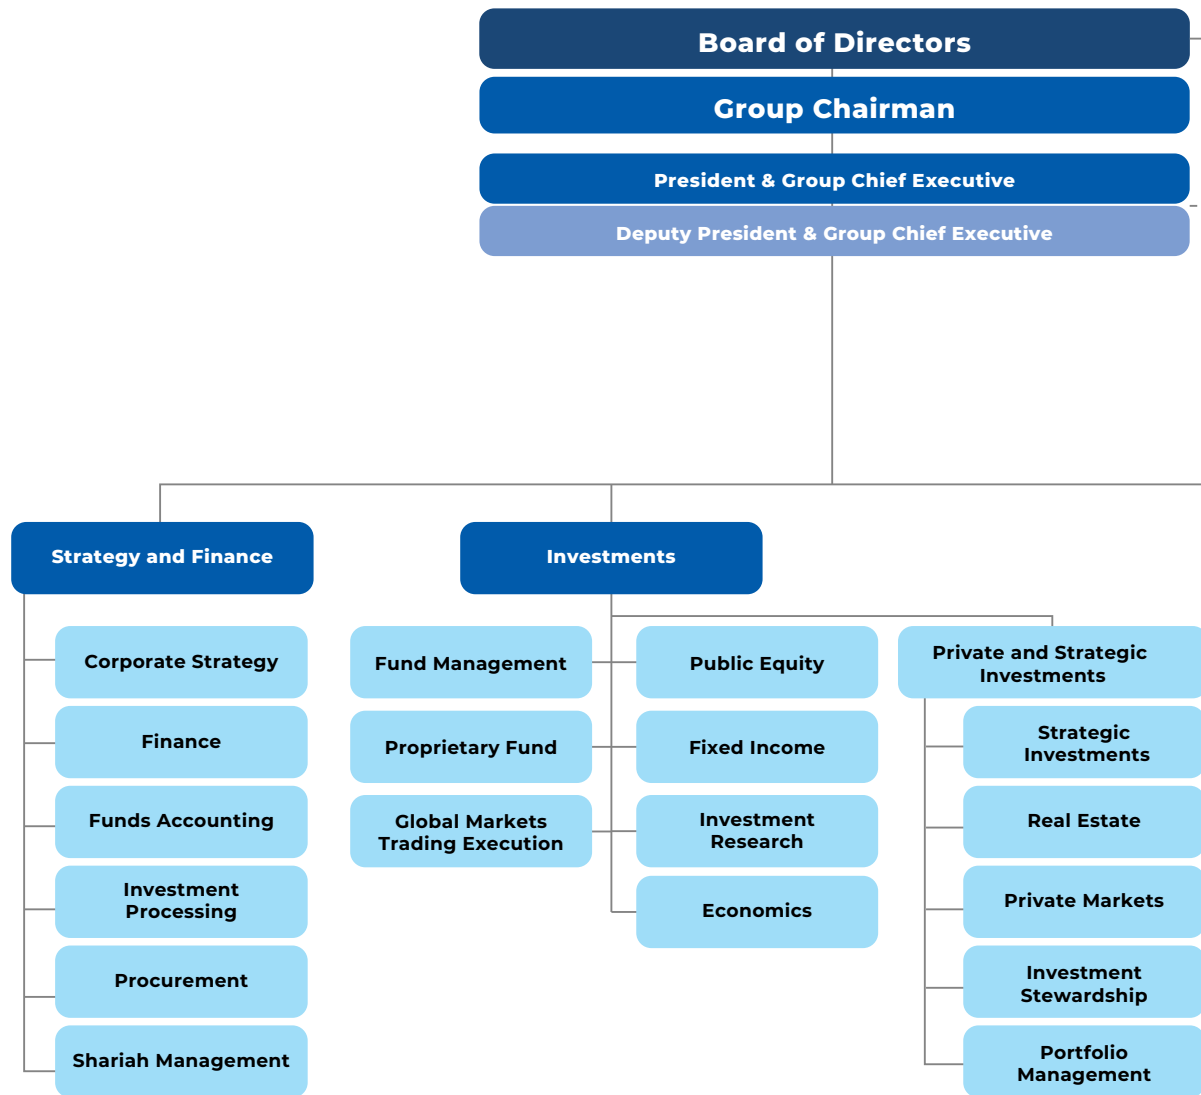 Board of Directors
Group Chairman
President & Group Chief Executive
Deputy President & Group Chief Executive
Strategy and Finance
Corporate Strategy
Finance
Funds Accounting
Investment
Processing
Procurement
Shariah Management
Investments
Fund Management
Proprietary Fund
Global Markets
Trading Execution
Public Equity
Fixed Income
Investment
Research
Economics
Private and Strategic
Investments
Strategic
Investments
Real Estate
Private Markets
Investment
Stewardship
Portfolio
Management